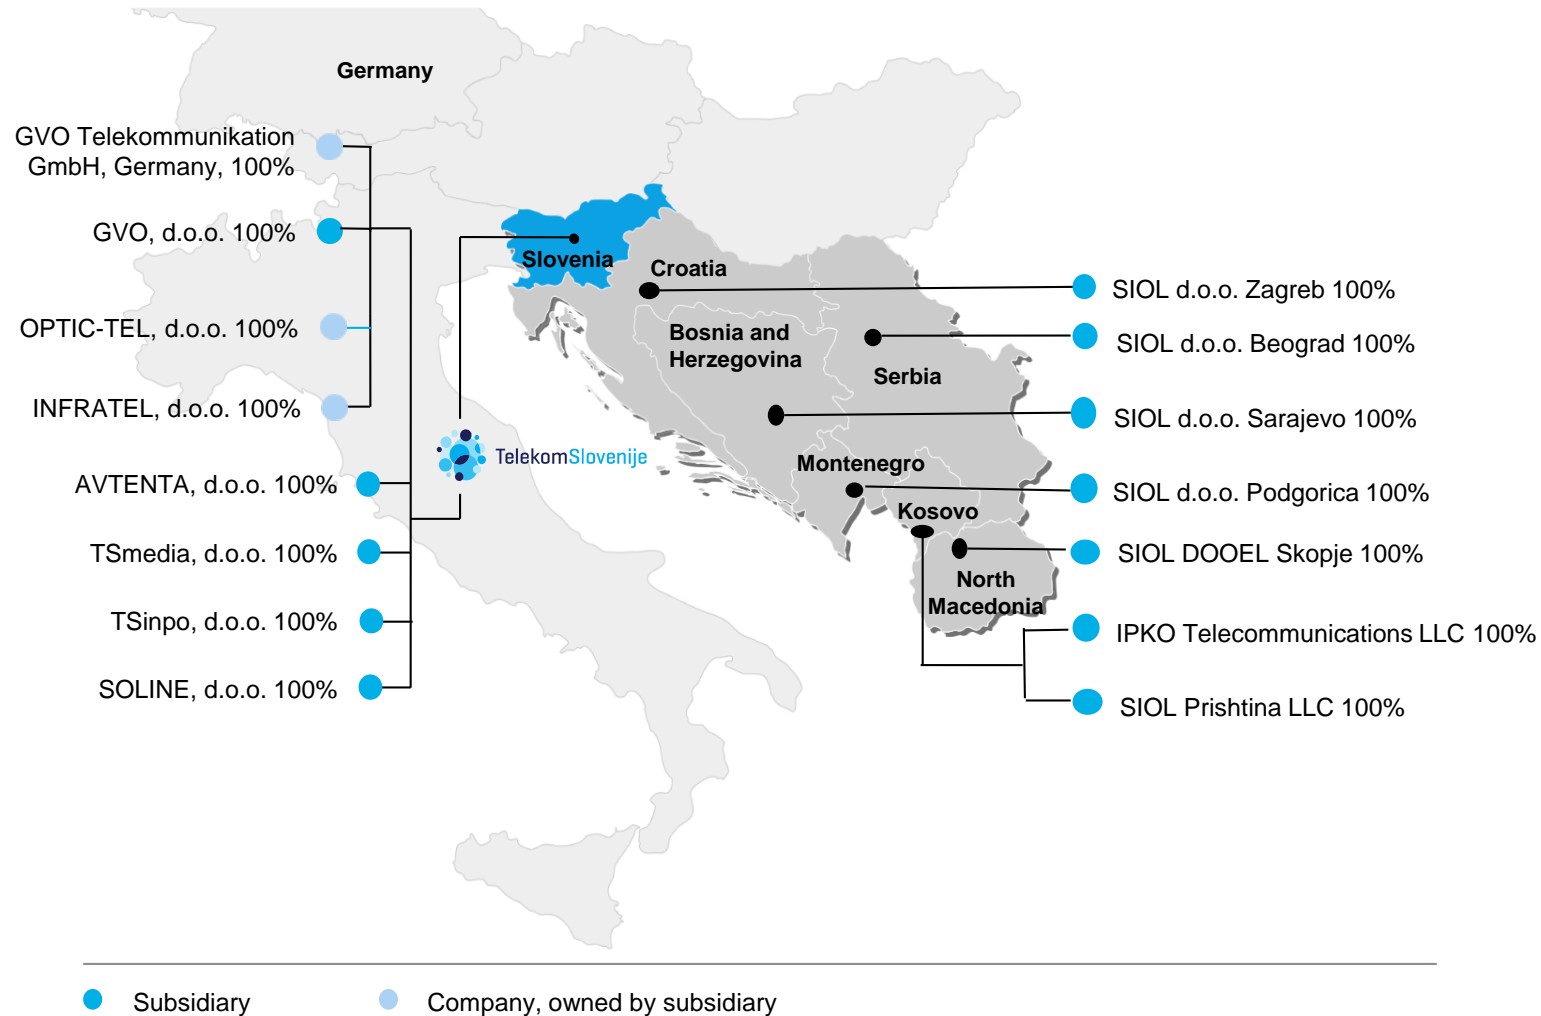 Germany
GVO Telekommunikation
GmbH, Germany, 100%
GVO, d.o.o. 100%
OPTIC-TEL, d.o.o. 100%
INFRATEL, d.o.o. 100%
AVTENTA, d.o.o. 100%
TSmedia, d.o.o. 100%
TSinpo, d.o.o. 100%
SOLINE, d.o.o. 100%
TelekomSlovenije
Slovenia
Croatia
Bosnia and
Herzegovina
Serbia
Montenegro
Kosovo
North
Macedonia
SIOL d.o.o. Zagreb 100%
SIOL d.o.o. Beograd 100%
SIOL d.o.o. Sarajevo 100%
SIOL d.o.o. Podgorica 100%
SIOL DOOEL Skopje 100%
IPKO Telecommunications LLC 100%
SIOL Prishtina LLC 100%
Subsidiary
Company, owned by subsidiary